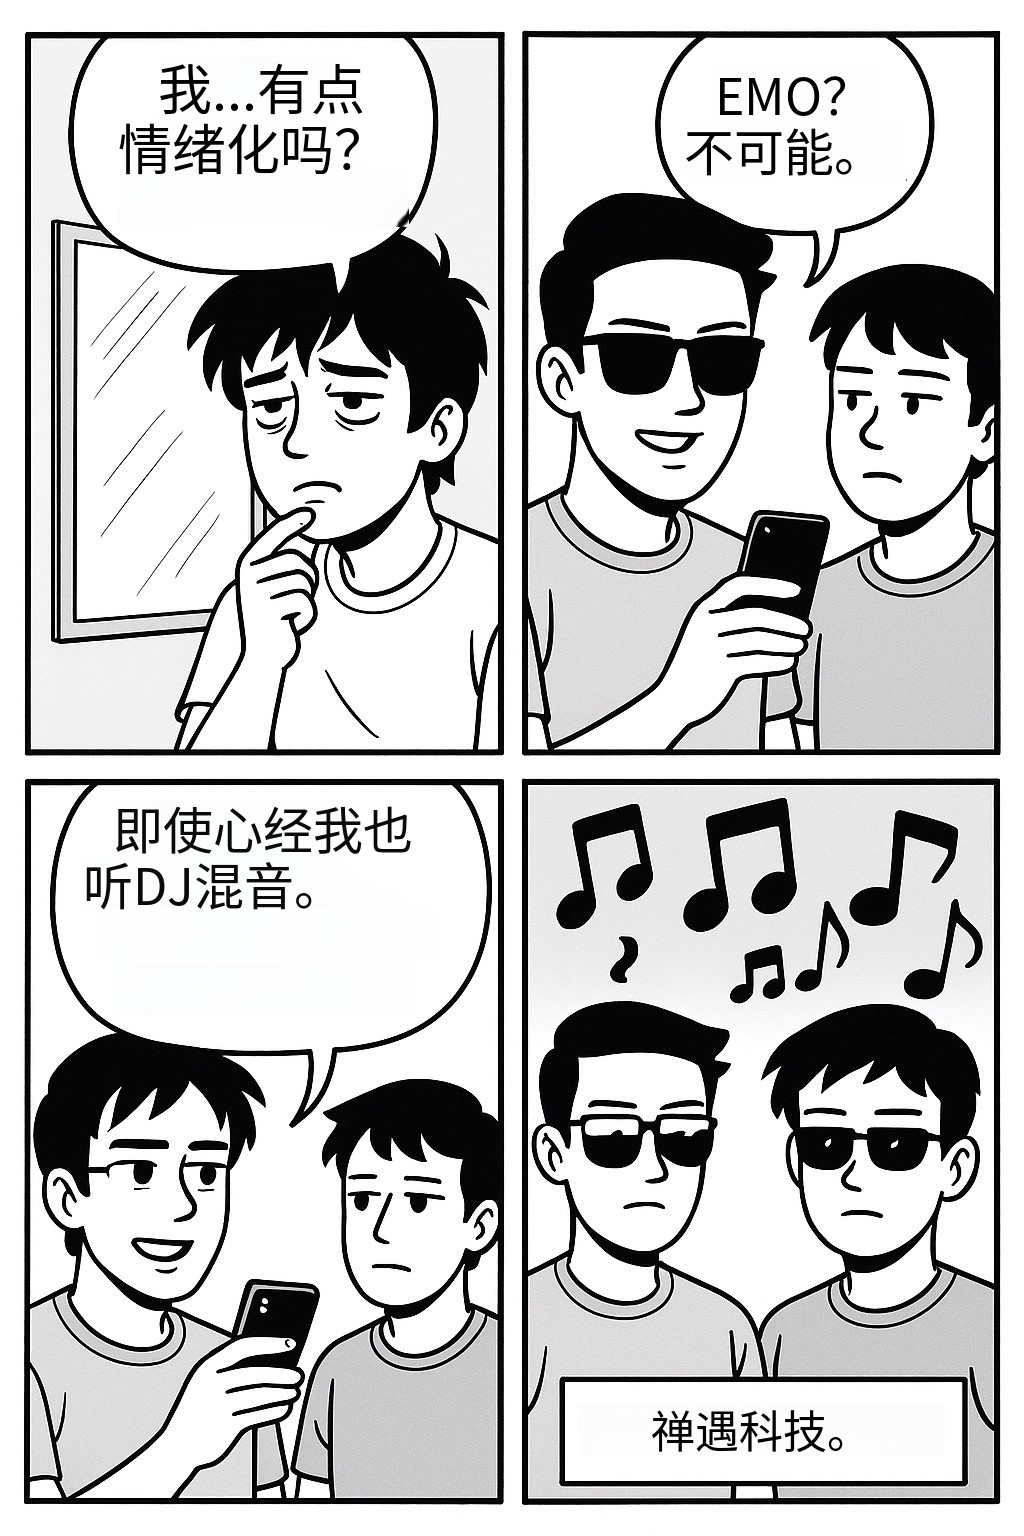 我...有点
情绪化吗？
EMO？
不可能。
即使心经我也
听DJ混音。
禅遇科技。